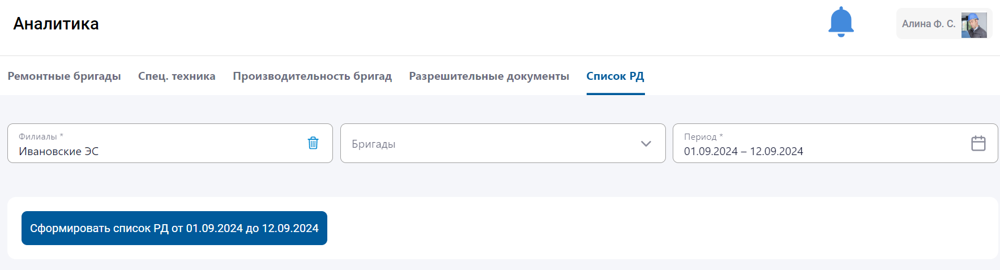 Аналитика
Алина Ф. С.
Ремонтные бригады
Спец. техника
Производительность бригад
Разрешительные документы
Список РД
Филиалы *
Ивановские ЭС
Бригады
Период *
01.09.2024 – 12.09.2024
Сформировать список РД от 01.09.2024 до 12.09.2024